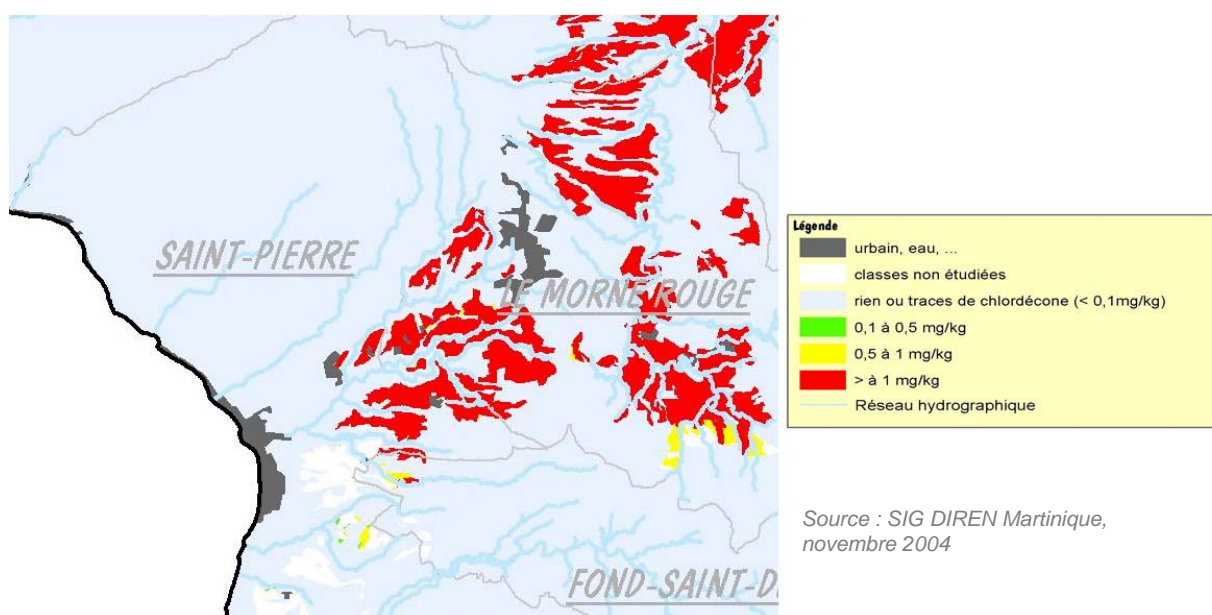 SAINT-PIERRE
LE MORNE ROUGE
FOND-SAINT-D
Légende
urbain, eau, ...
classes non étudiées
rien ou traces de chlordécone (< 0,1mg/kg)
0,1 à 0,5 mg/kg
0,5 à 1 mg/kg
> à 1 mg/kg
Réseau hydrographique
Source : SIG DIREN Martinique,
novembre 2004